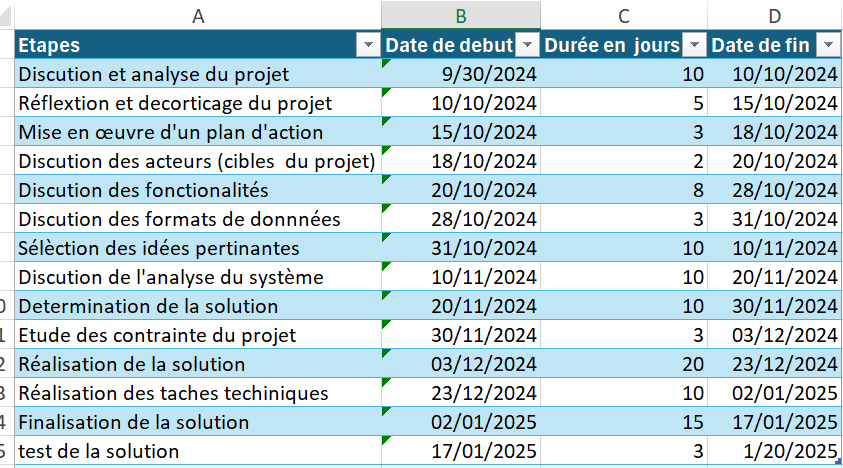 A B C D
Etapes Date de debut Durée en jours Date de fin
Discution et analyse du projet 9/30/2024 10 10/10/2024
Réflextion et decorticage du projet 10/10/2024 5 15/10/2024
Mise en œuvre d'un plan d'action 15/10/2024 3 18/10/2024
Discution des acteurs (cibles du projet) 18/10/2024 2 20/10/2024
Discution des fonctionalités 20/10/2024 8 28/10/2024
Discution des formats de donnnées 28/10/2024 3 31/10/2024
Sélèction des idées pertinantes 31/10/2024 10 10/11/2024
Discution de l'analyse du système 10/11/2024 10 20/11/2024
0 Determination de la solution 20/11/2024 10 30/11/2024
1 Etude des contrainte du projet 30/11/2024 3 03/12/2024
2 Réalisation de la solution 03/12/2024 20 23/12/2024
3 Réalisation des taches techiniques 23/12/2024 10 02/01/2025
4 Finalisation de la solution 02/01/2025 15 17/01/2025
5 test de la solution 17/01/2025 3 1/20/2025